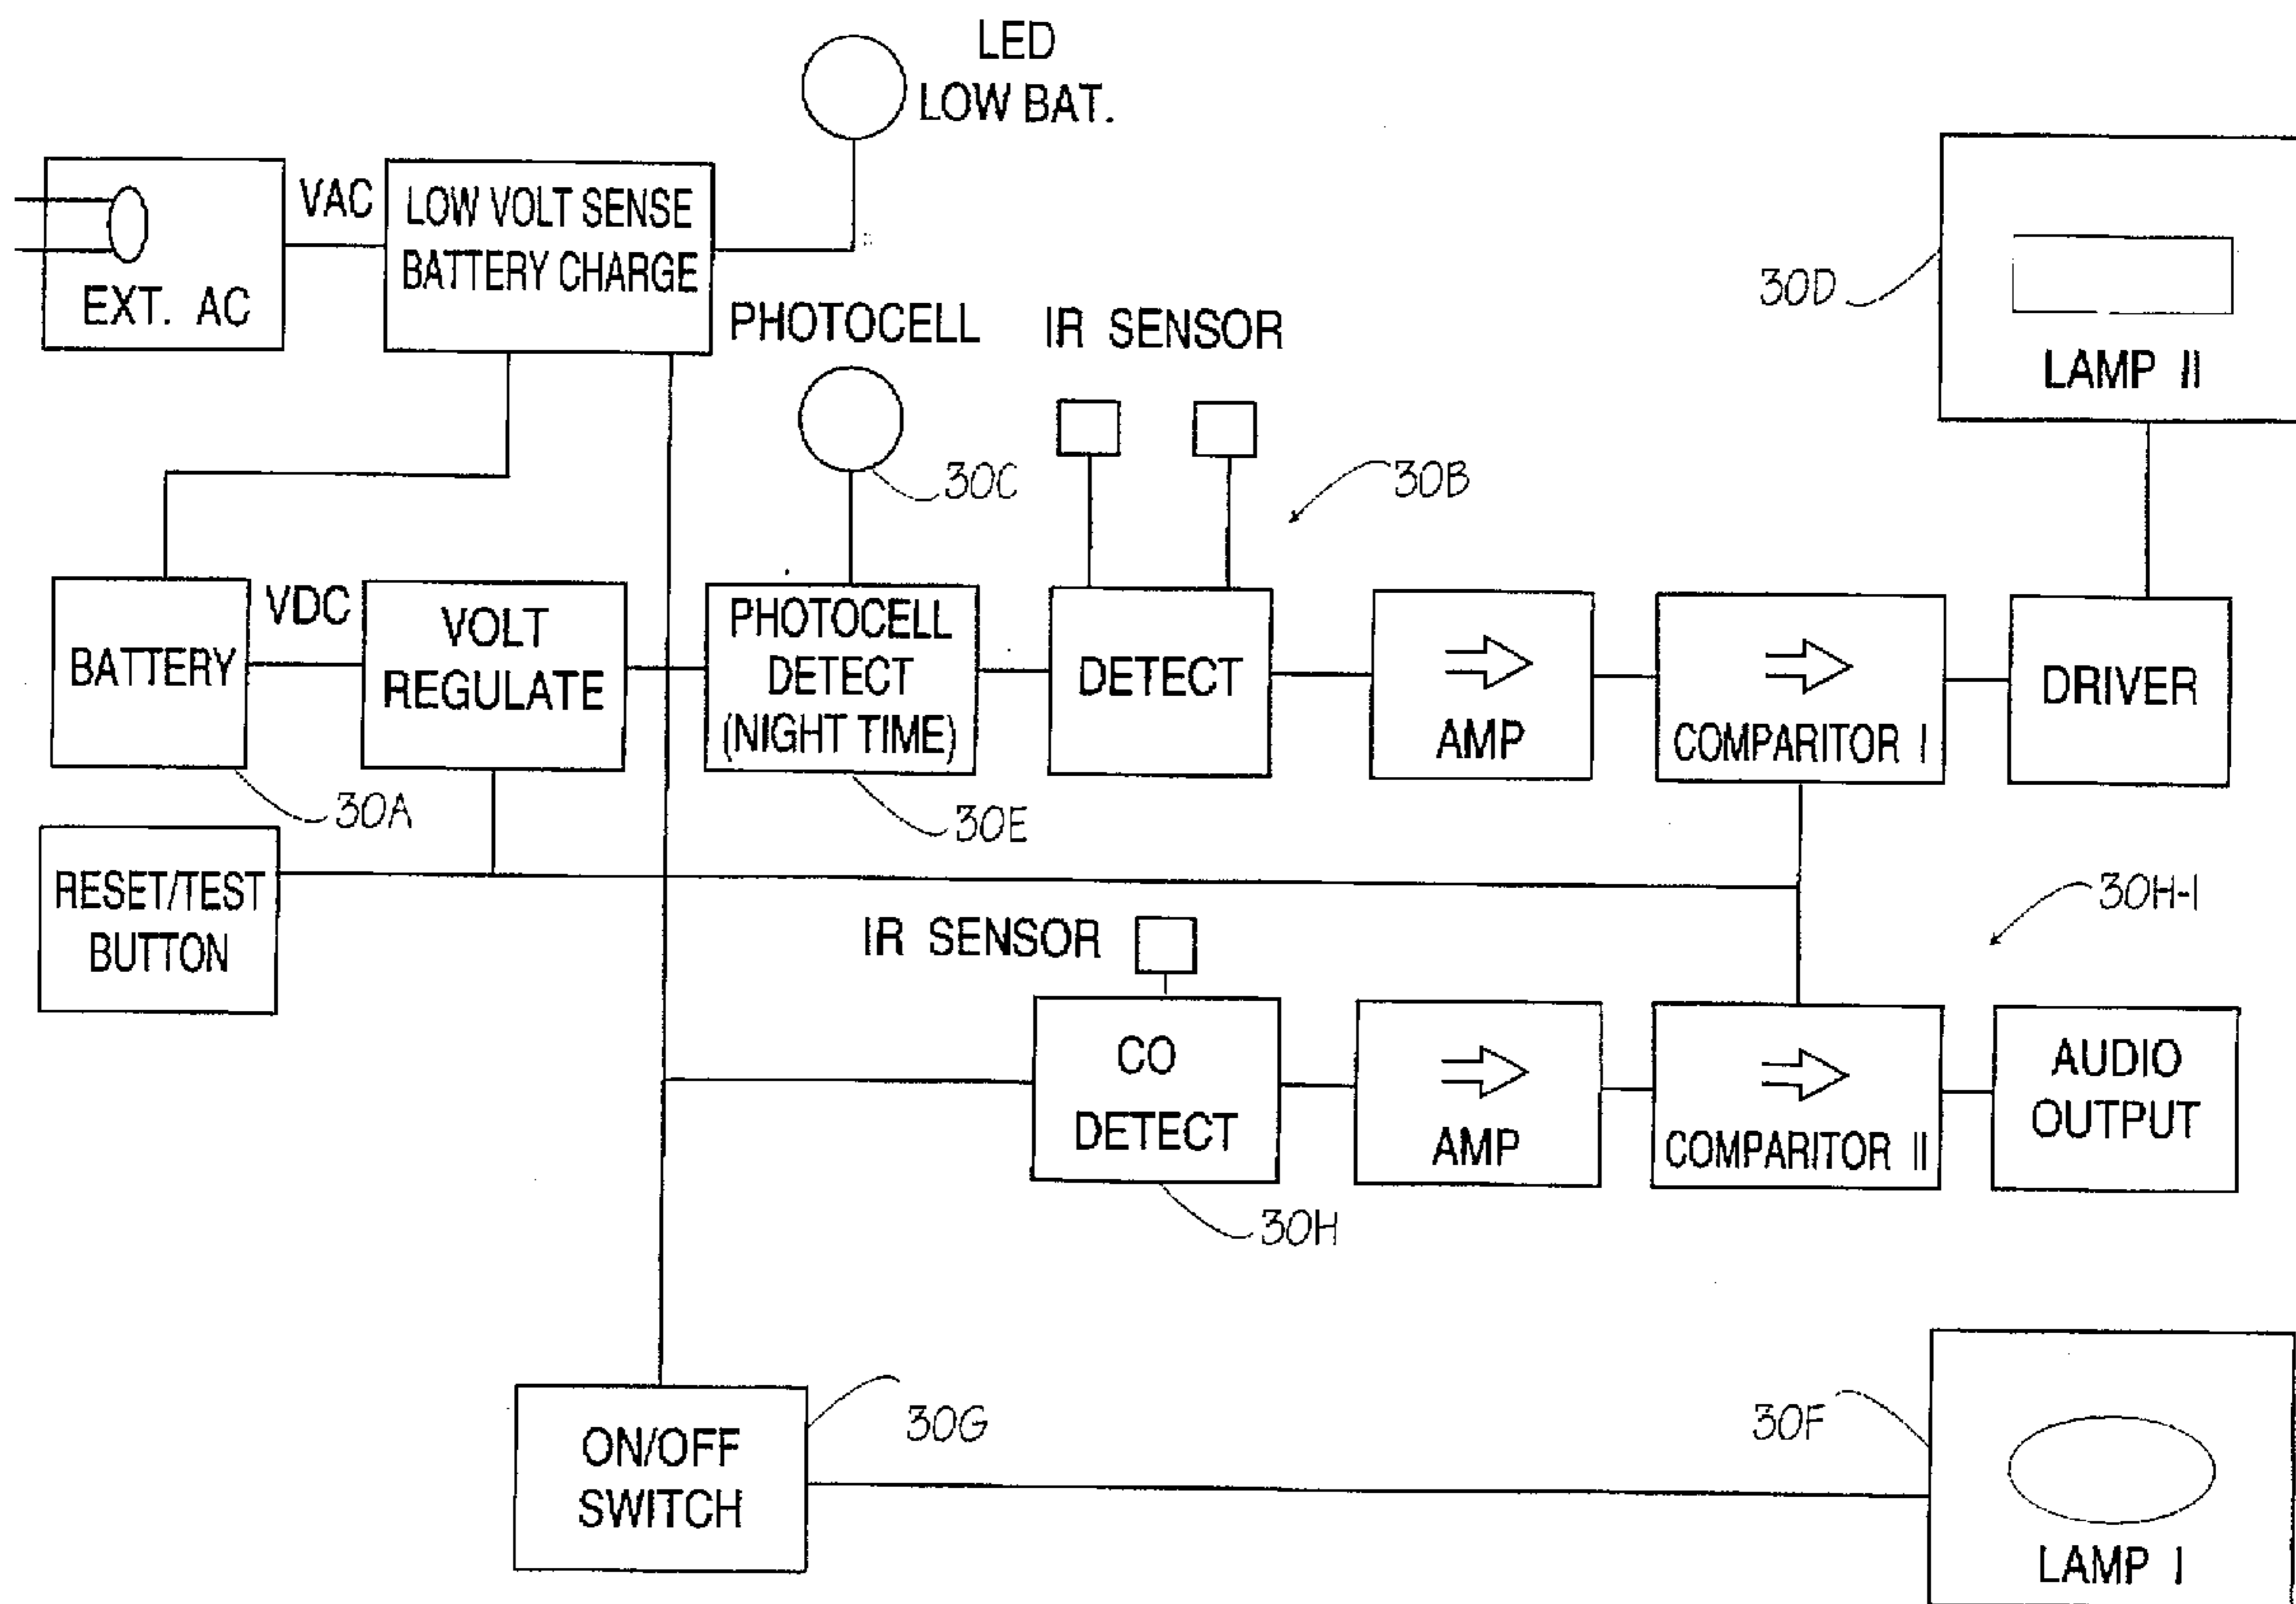 LED
LOW BAT.
EXT. AC
VAC
LOW VOLT SENSE
BATTERY CHARGE
PHOTOCELL
IR SENSOR
30D
LAMP II
30C
30B
BATTERY
VDC
VOLT
REGULATE
PHOTOCELL
DETECT
(NIGHT TIME)
DETECT
AMP
COMPARITOR I
DRIVER
30A
30E
RESET/TEST
BUTTON
30H-1
IR SENSOR
CO
DETECT
AMP
COMPARITOR II
AUDIO
OUTPUT
30H
ON/OFF
SWITCH
30G
30F
LAMP I